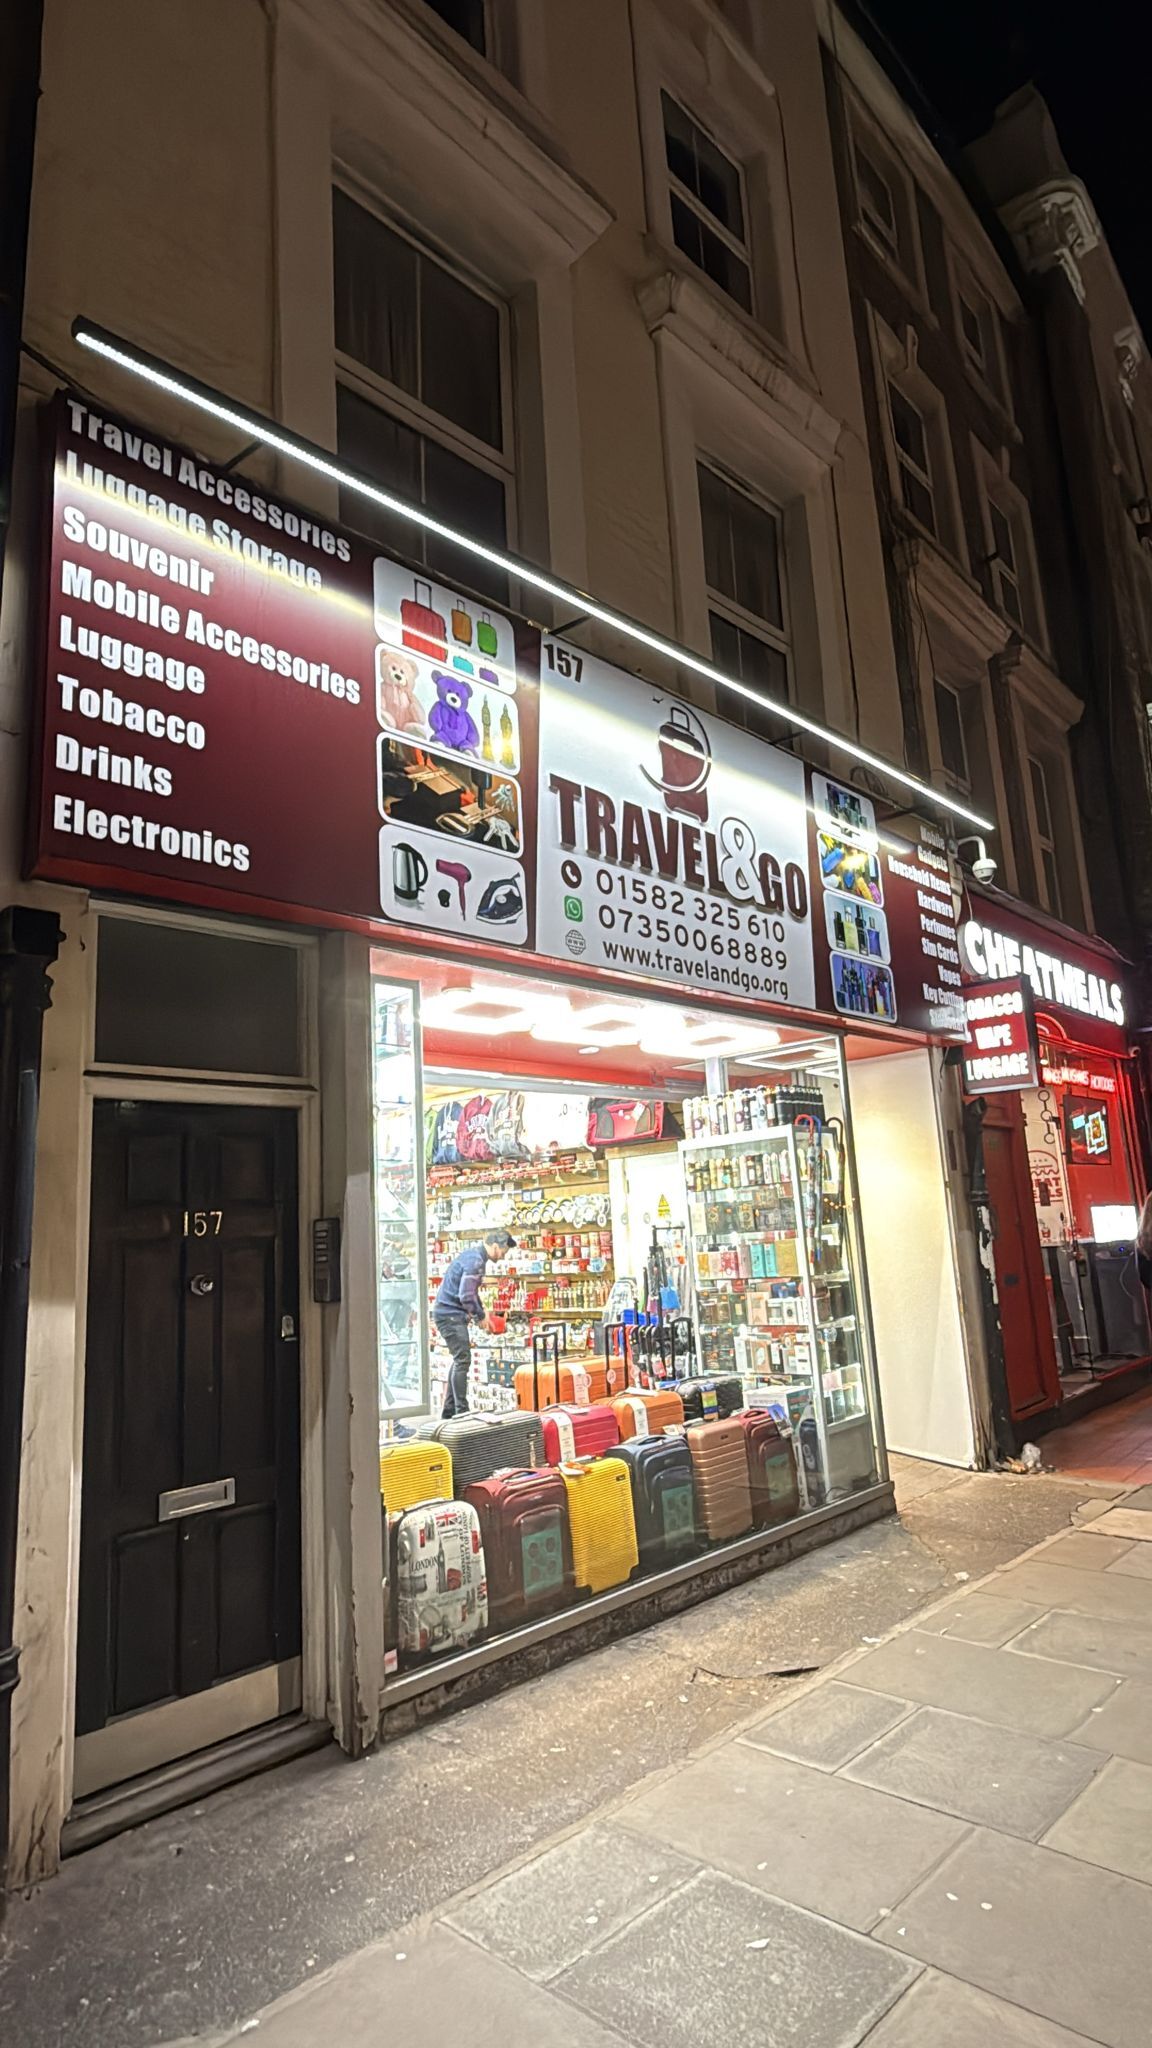 Travel Accessories
Luggage Storage
Souvenir
Mobile Accessories
Luggage
Tobacco
Drinks
Electronics
157
TRAVEL&GO
01582 325 610
07350068889
www.travelandgo.org
Mobile
Gadgets
Household Items
Hardware
Perfumes
Sim Cards
Vapes
Key Cutting
CHEATMEALS
TOBACCO
VAPE
LUGGAGE
157
LONDON